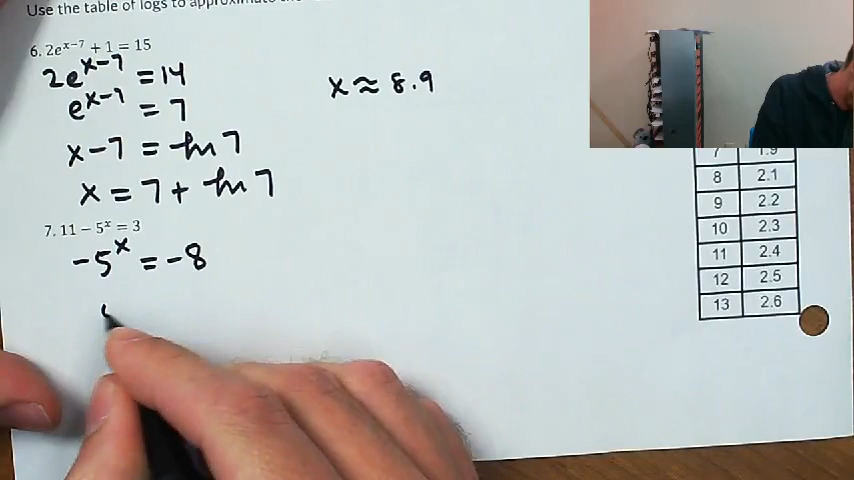 Use the table of logs to approximate the
6. 2e^{x-7} + 1 = 15
2e^{x-7} = 14
e^{x-7} = 7
x - 7 = ln 7
x = 7 + ln 7
x ≈ 8.9
7. 11 − 5^x = 3
-5^x = -8
7 1.9
8 2.1
9 2.2
10 2.3
11 2.4
12 2.5
13 2.6